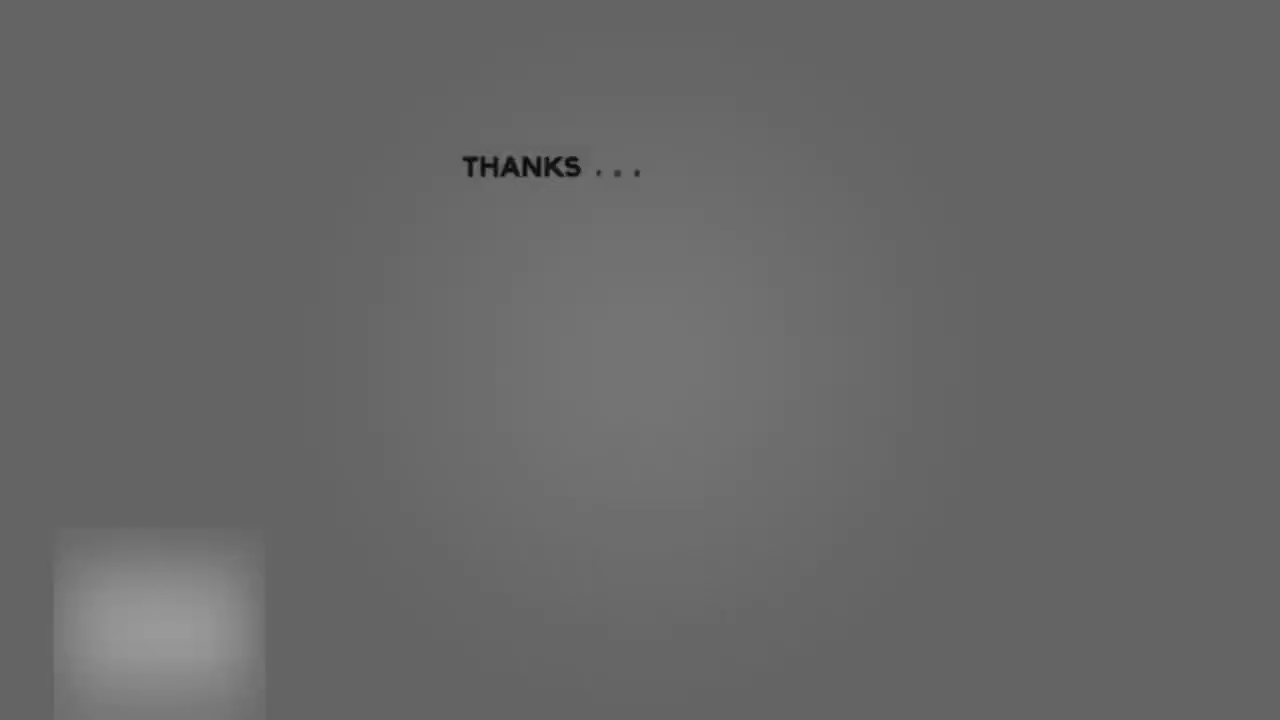 THANKS . . .